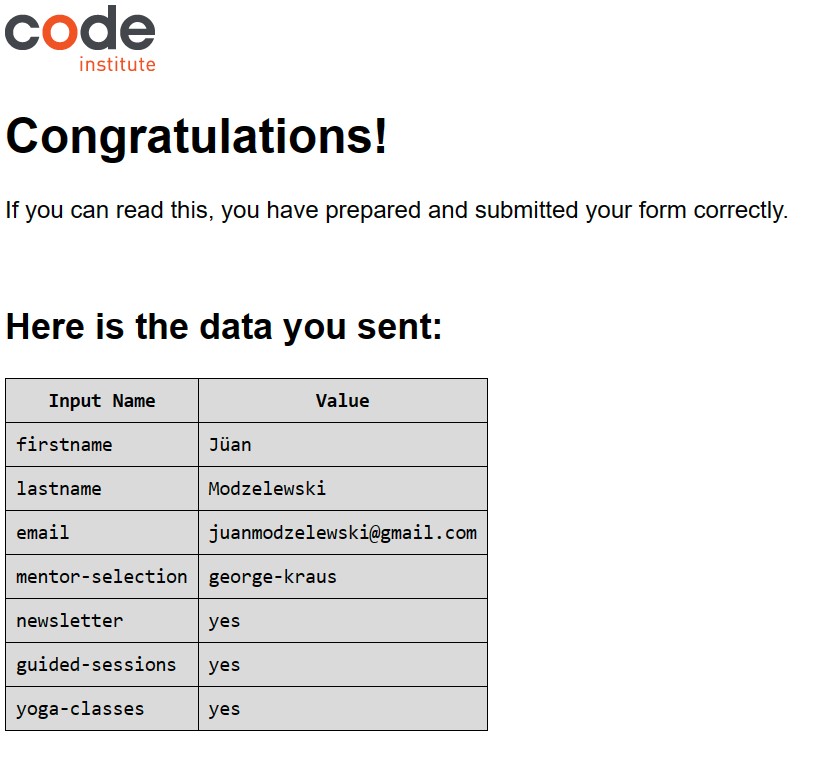 code
institute
Congratulations!
If you can read this, you have prepared and submitted your form correctly.
Here is the data you sent:
Input Name Value
firstname Jüan
lastname Modzelewski
email juanmodzelewski@gmail.com
mentor-selection george-kraus
newsletter yes
guided-sessions yes
yoga-classes yes